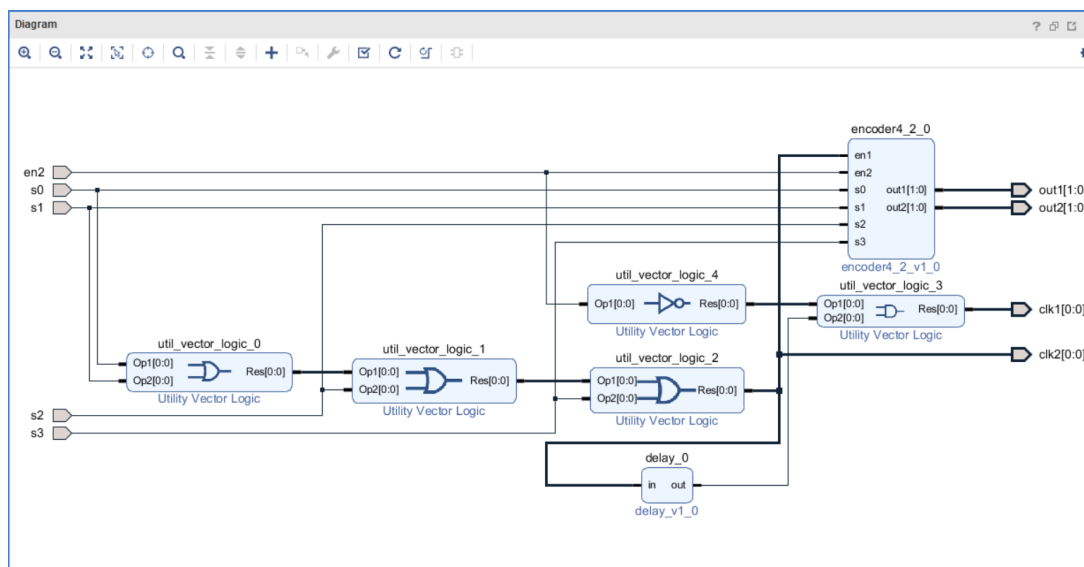 Diagram
encoder4_2_0
en1
en2
en2
s0
s0
out1[1:0]
out1[1:0
s1
s1
out2[1:0]
out2[1:0
s2
s3
encoder4_2_v1_0
util_vector_logic_4
util_vector_logic_3
Op1[0:0]
Res[0:0]
Op1[0:0]
Op2[0:0]
Res[0:0]
clk1[0:0]
Utility Vector Logic
Utility Vector Logic
util_vector_logic_0
util_vector_logic_1
util_vector_logic_2
clk2[0:0]
Op1[0:0]
Op2[0:0]
Res[0:0]
Utility Vector Logic
Op1[0:0]
Op2[0:0]
Res[0:0]
Utility Vector Logic
Op1[0:0]
Op2[0:0]
Res[0:0]
Utility Vector Logic
s2
s3
delay_0
in out
delay_v1_0